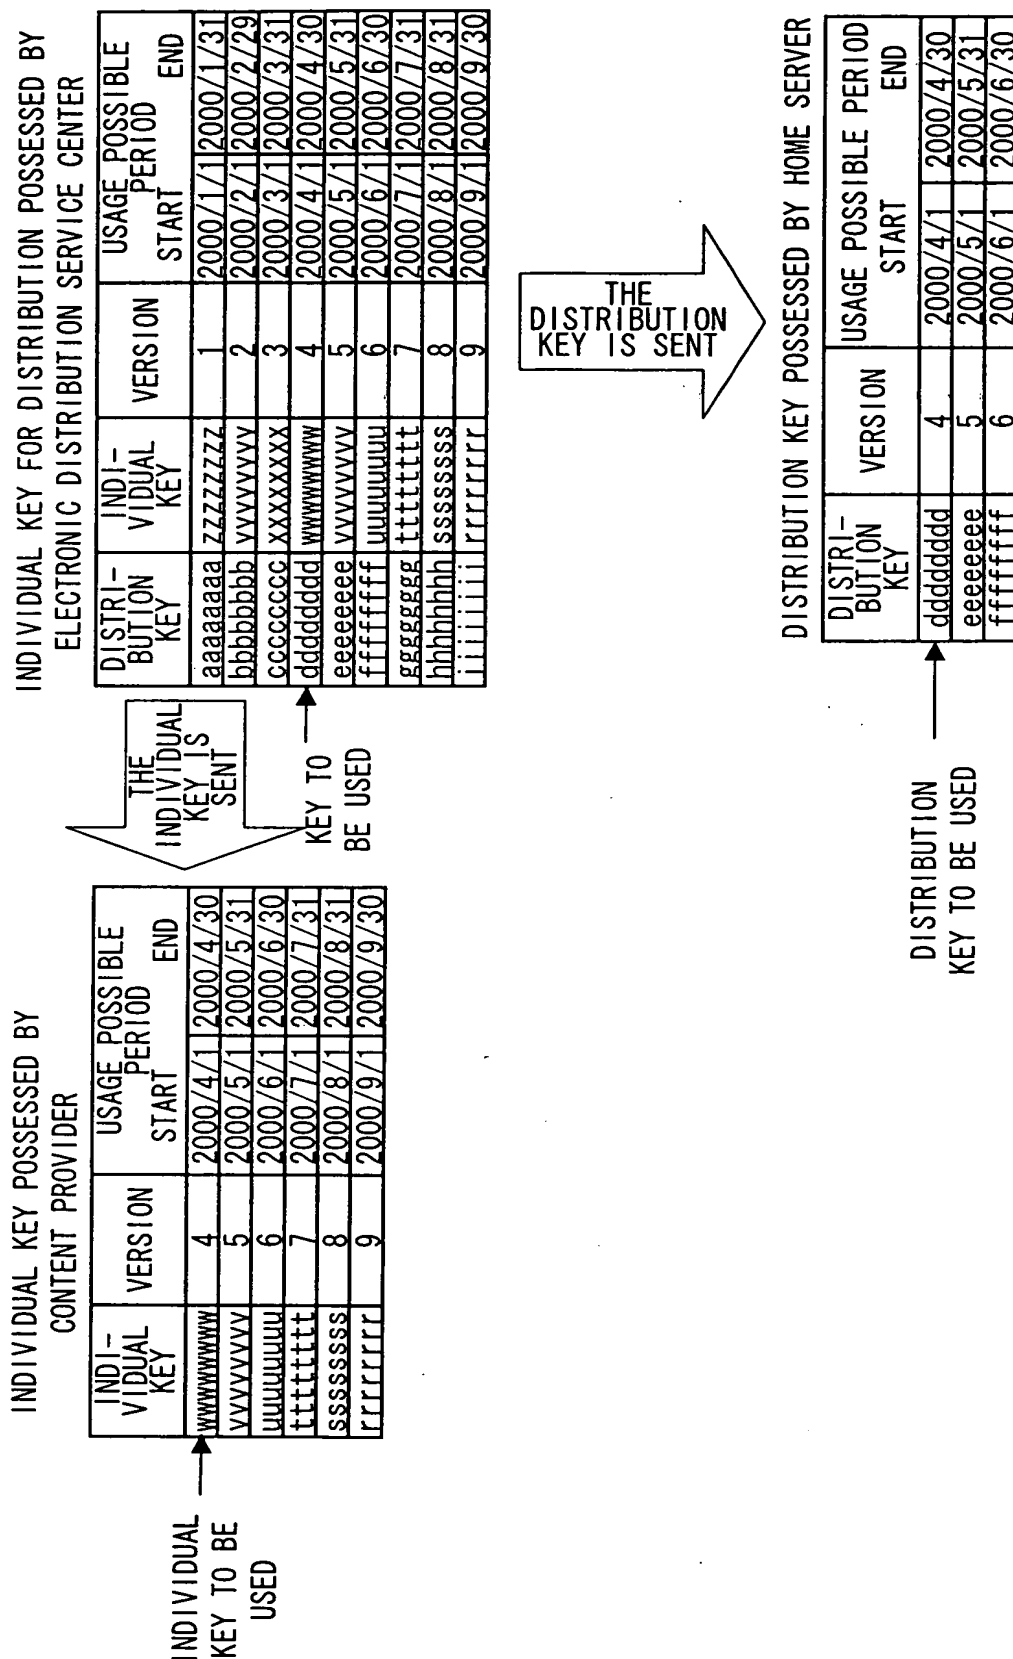 INDIVIDUAL KEY FOR DISTRIBUTION POSSESSED BY
ELECTRONIC DISTRIBUTION SERVICE CENTER
DISTRI-
BUTION
KEY
INDI-
VIDUAL
KEY
VERSION
USAGE POSSIBLE
PERIOD
START END
aaaaaaaa zzzzzzzz 1 2000/1/1 2000/1/31
bbbbbbbb yyyyyyyy 2 2000/2/1 2000/2/29
cccccccc xxxxxxxx 3 2000/3/1 2000/3/31
dddddddd wwwwwwww 4 2000/4/1 2000/4/30
eeeeeeee vvvvvvvv 5 2000/5/1 2000/5/31
ffffffff uuuuuuuu 6 2000/6/1 2000/6/30
gggggggg tttttttt 7 2000/7/1 2000/7/31
hhhhhhhh ssssssss 8 2000/8/1 2000/8/31
iiiiiiii rrrrrrrr 9 2000/9/1 2000/9/30
KEY TO
BE USED
THE
INDIVIDUAL
KEY IS
SENT
INDIVIDUAL KEY POSSESSED BY
CONTENT PROVIDER
INDI-
VIDUAL
KEY
VERSION
USAGE POSSIBLE
PERIOD
START END
wwwwwwww 4 2000/4/1 2000/4/30
vvvvvvvv 5 2000/5/1 2000/5/31
uuuuuuuu 6 2000/6/1 2000/6/30
tttttttt 7 2000/7/1 2000/7/31
ssssssss 8 2000/8/1 2000/8/31
rrrrrrrr 9 2000/9/1 2000/9/30
INDIVIDUAL
KEY TO BE
USED
THE
DISTRIBUTION
KEY IS SENT
DISTRIBUTION KEY POSSESSED BY HOME SERVER
DISTRI-
BUTION
KEY
VERSION
USAGE POSSIBLE PERIOD
START END
dddddddd 4 2000/4/1 2000/4/30
eeeeeeee 5 2000/5/1 2000/5/31
ffffffff 6 2000/6/1 2000/6/30
DISTRIBUTION
KEY TO BE USED